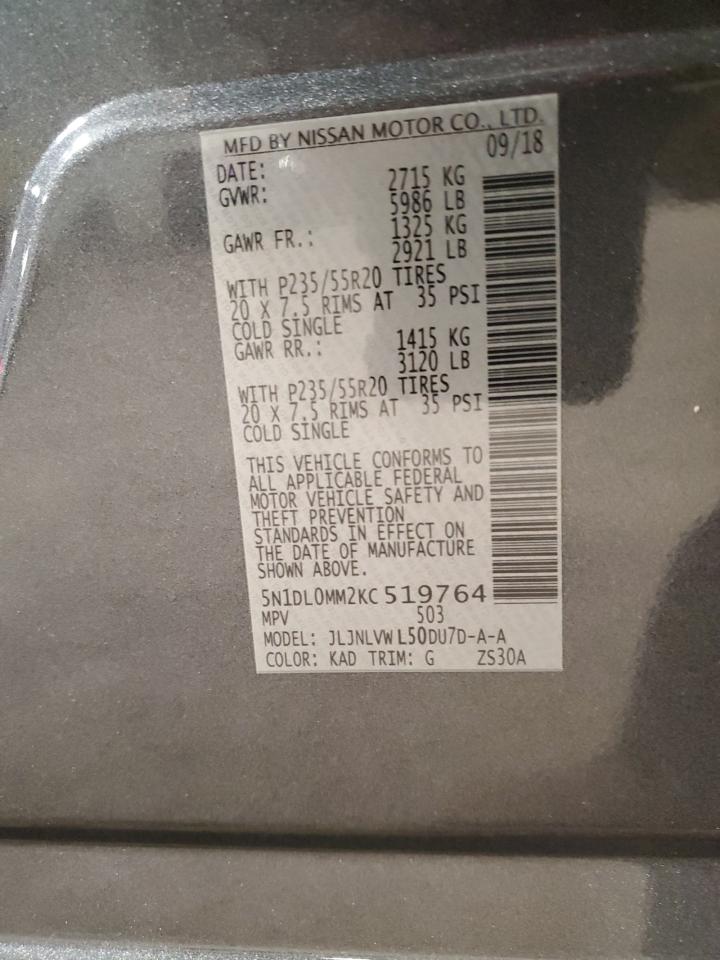 MFD BY NISSAN MOTOR CO., LTD.
DATE: 09/18
GVWR: 2715 KG
5986 LB
GAWR FR.: 1325 KG
2921 LB
WITH P235/55R20 TIRES
20 X 7.5 RIMS AT 35 PSI
COLD SINGLE
GAWR RR.: 1415 KG
3120 LB
WITH P235/55R20 TIRES
20 X 7.5 RIMS AT 35 PSI
COLD SINGLE
THIS VEHICLE CONFORMS TO
ALL APPLICABLE FEDERAL
MOTOR VEHICLE SAFETY AND
THEFT PREVENTION
STANDARDS IN EFFECT ON
THE DATE OF MANUFACTURE
SHOWN ABOVE.
5N1DL0MM2KC519764
MPV 503
MODEL: JLJNLVWL50DU7D-A-A
COLOR: KAD TRIM: G ZS30A